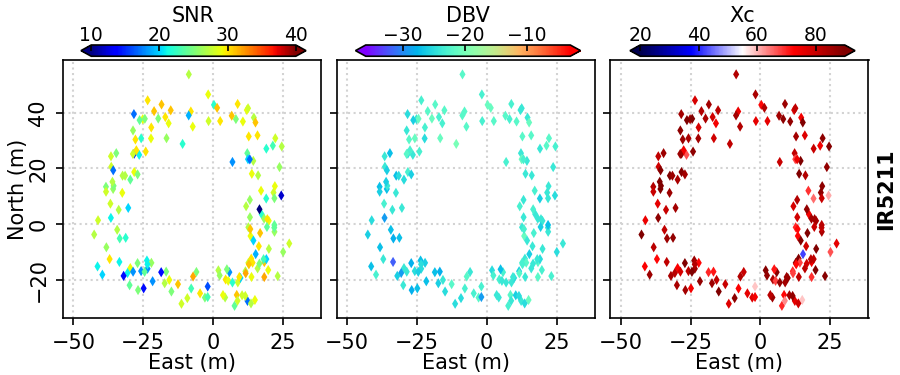 SNR DBV Xc
10 20 30 40 −30 −20 −10 20 40 60 80
North (m)
40
20
0
−20
IR5211
−50 −25 0 25 −50 −25 0 25 −50 −25 0 25
East (m) East (m) East (m)